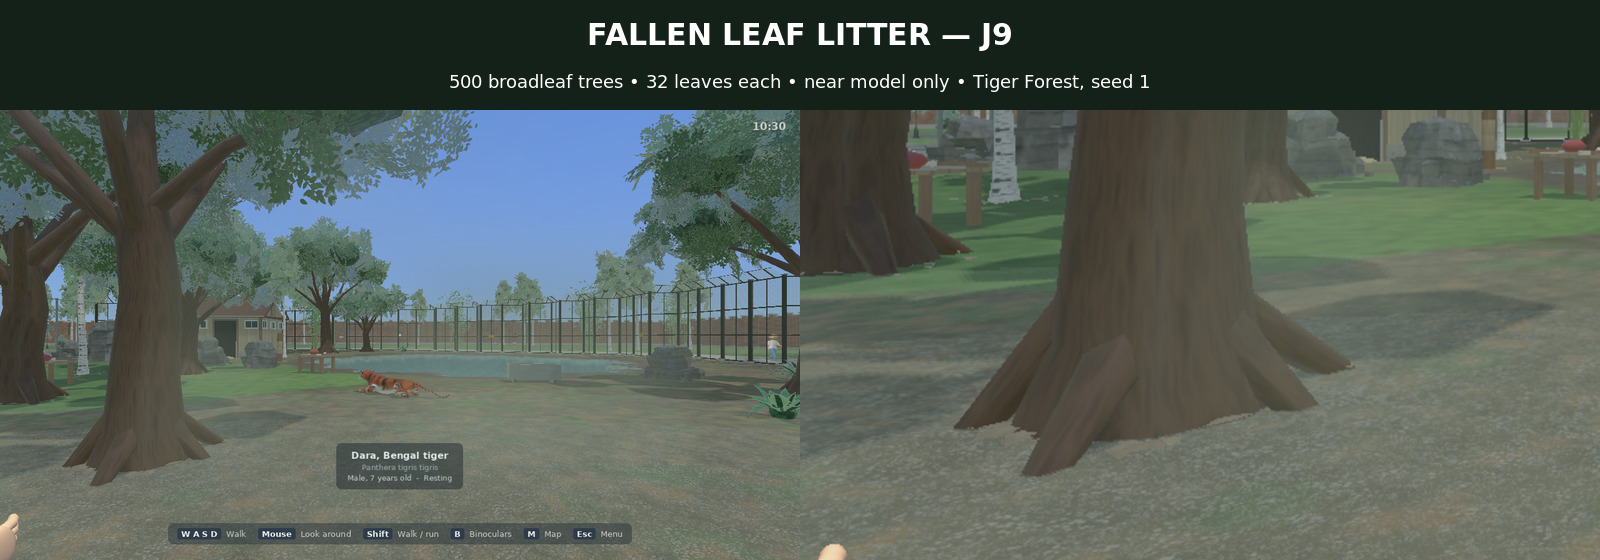 FALLEN LEAF LITTER — J9
500 broadleaf trees • 32 leaves each • near model only • Tiger Forest, seed 1
10:30
Dara, Bengal tiger
Panthera tigris tigris
Male, 7 years old - Resting
W A S D Walk Mouse Look around Shift Walk / run B Binoculars M Map Esc Menu